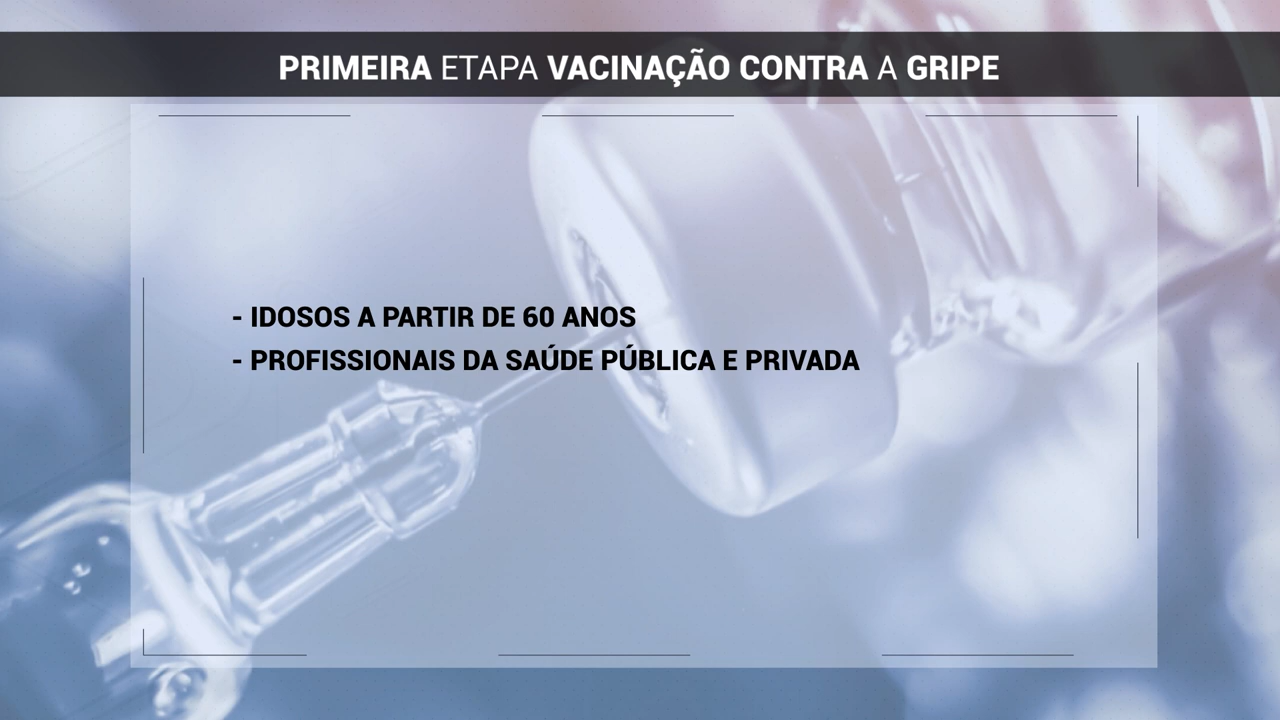 PRIMEIRA ETAPA VACINAÇÃO CONTRA A GRIPE
- IDOSOS A PARTIR DE 60 ANOS
- PROFISSIONAIS DA SAÚDE PÚBLICA E PRIVADA